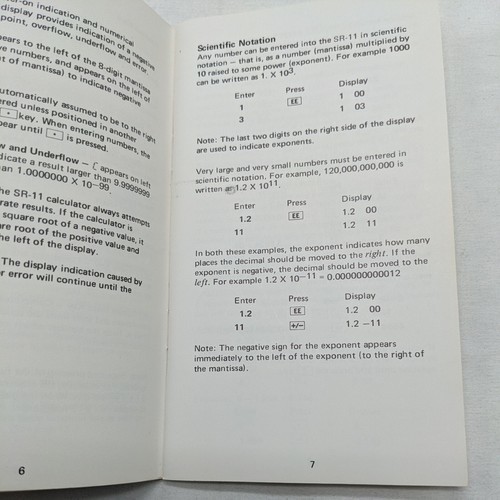 er-on indication and numerical
display provides indication of a negative
point, overflow, underflow and error
ears to the left of the 8-digit mantissa
ve numbers, and appears on the left of
t of mantissa) to indicate negative
utomatically assumed to be to the right
ered unless positioned in another
• key. When entering numbers, the
pear until • is pressed.
w and Underflow – [ appears on left
dicate a result larger than 9.9999999
han 1.0000000 X 10–99.
he SR-11 calculator always attempts
rate results. If the calculator is
square root of a negative value, it
are root of the positive value and
the left of the display.
The display indication caused by
r error will continue until the
6
Scientific Notation
Any number can be entered into the SR-11 in scientific
notation – that is, as a number (mantissa) multiplied by
10 raised to some power (exponent). For example 1000
can be written as 1. X 10³.
Enter Press Display
1 EE 1 00
3 1 03
Note: The last two digits on the right side of the display
are used to indicate exponents.
Very large and very small numbers must be entered in
scientific notation. For example, 120,000,000,000 is
written as 1.2 X 10¹¹.
Enter Press Display
1.2 EE 1.2 00
11 1.2 11
In both these examples, the exponent indicates how many
places the decimal should be moved to the right. If the
exponent is negative, the decimal should be moved to the
left. For example 1.2 X 10⁻¹¹ = 0.000000000012
Enter Press Display
1.2 EE 1.2 00
11 +/– 1.2 –11
Note: The negative sign for the exponent appears
immediately to the left of the exponent (to the right of
the mantissa).
7